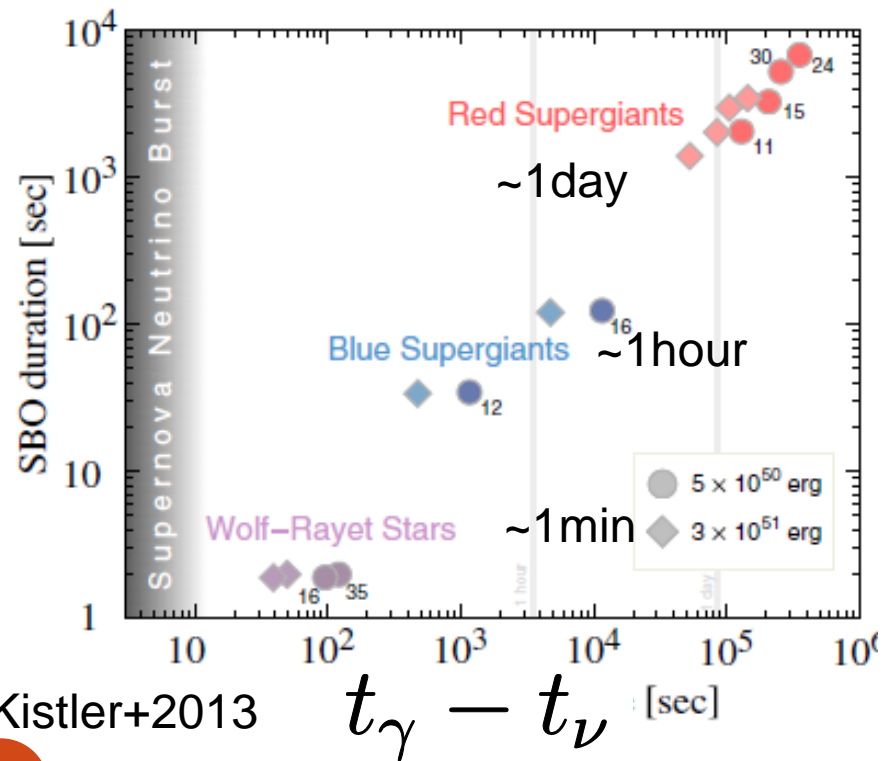 10^4
30
24
Red Supergiants
15
11
10^3
~1day
SBO duration [sec]
Supernova Neutrino Burst
10^2
16
Blue Supergiants
~1hour
12
10
5 × 10^50 erg
3 × 10^51 erg
Wolf–Rayet Stars
~1min
16
35
1 hour
day
1
10
10^2
10^3
10^4
10^5
10^6
Kistler+2013
t_γ − t_ν
[sec]